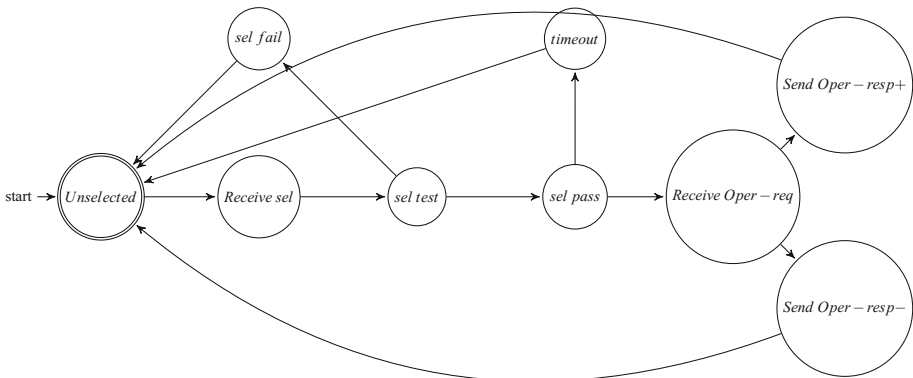 sel fail
timeout
Send Oper−resp+
start
Unselected
Receive sel
sel test
sel pass
Receive Oper−req
Send Oper−resp−